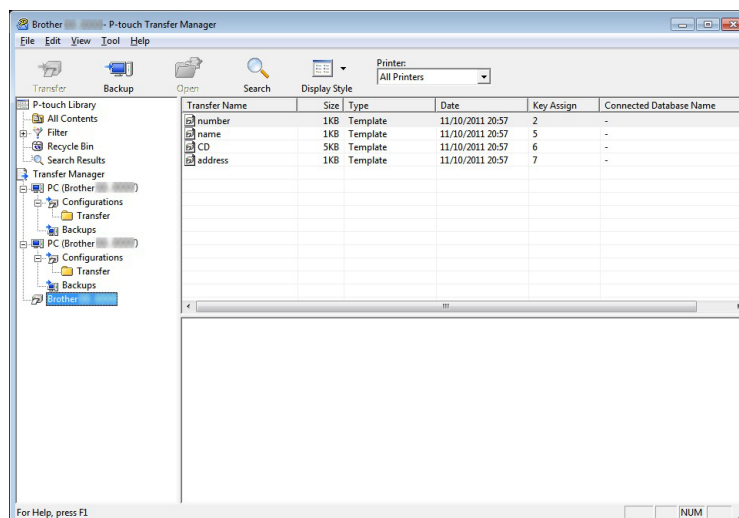 Brother - P-touch Transfer Manager
File Edit View Tool Help
Transfer Backup Open Search Display Style
Printer:
All Printers
P-touch Library
All Contents
Filter
Recycle Bin
Search Results
Transfer Manager
PC (Brother )
Configurations
Transfer
Backups
PC (Brother )
Configurations
Transfer
Backups
Brother
Transfer Name Size Type Date Key Assign Connected Database Name
number 1KB Template 11/10/2011 20:57 2 -
name 1KB Template 11/10/2011 20:57 5 -
CD 5KB Template 11/10/2011 20:57 6 -
address 1KB Template 11/10/2011 20:57 7 -
For Help, press F1
NUM